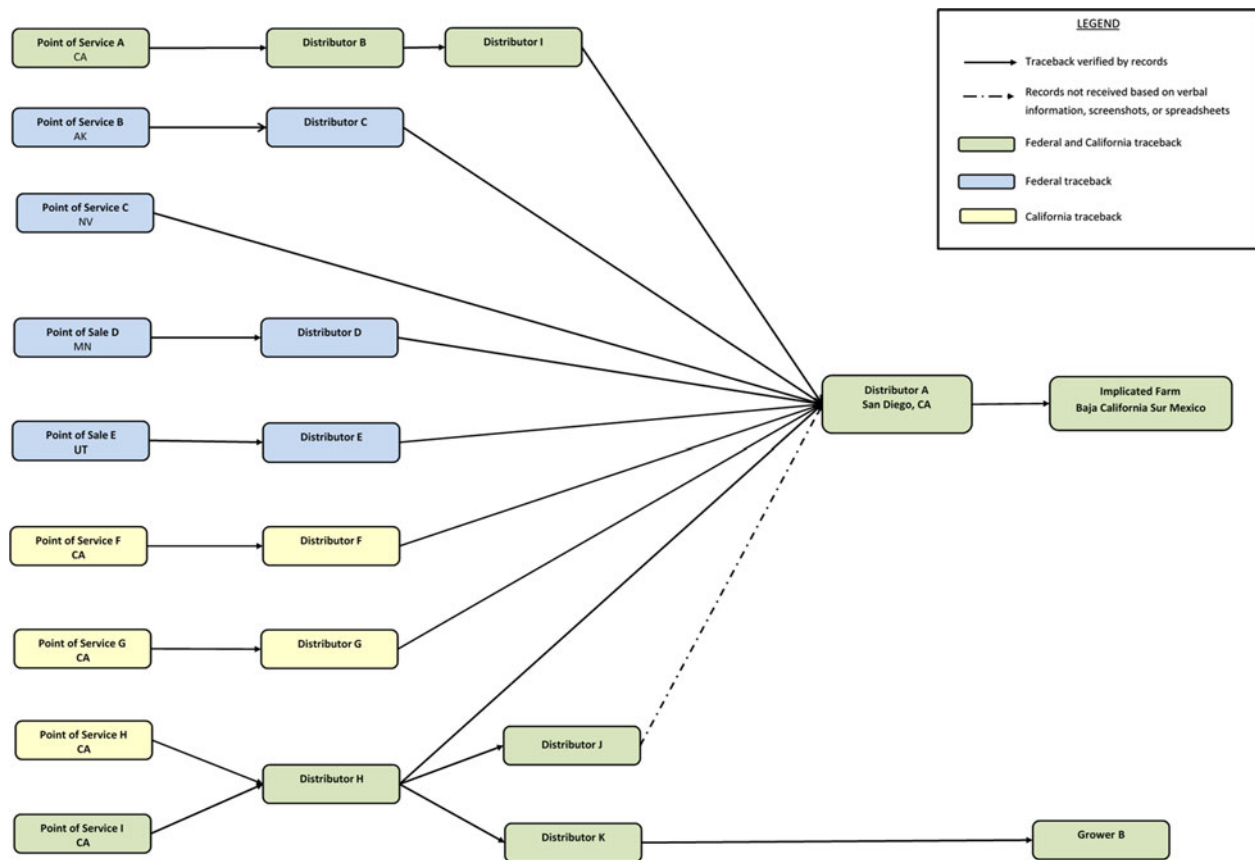 LEGEND
Traceback verified by records
Records not received based on verbal
information, screenshots, or spreadsheets
Federal and California traceback
Federal traceback
California traceback
Point of Service A
CA
Distributor B
Distributor I
Point of Service B
AK
Distributor C
Point of Service C
NV
Point of Sale D
MN
Distributor D
Distributor A
San Diego, CA
Implicated Farm
Baja California Sur Mexico
Point of Sale E
UT
Distributor E
Point of Service F
CA
Distributor F
Point of Service G
CA
Distributor G
Point of Service H
CA
Distributor J
Distributor H
Point of Service I
CA
Distributor K
Grower B